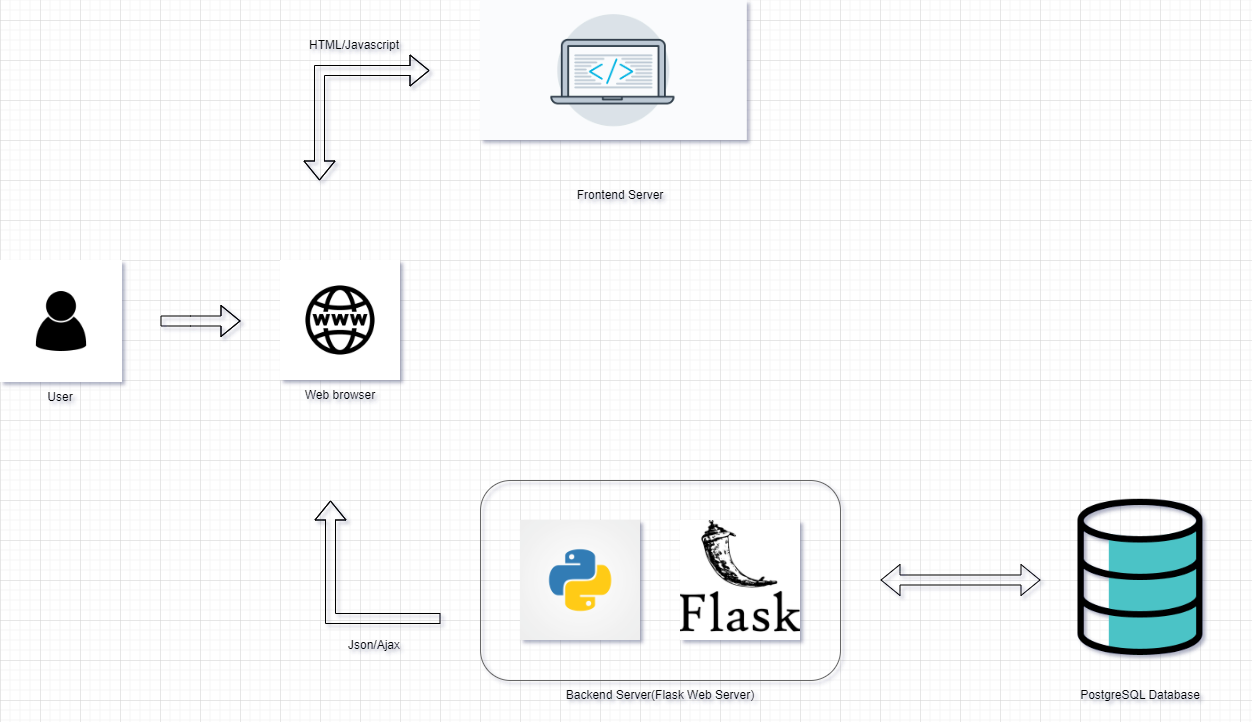 HTML/Javascript
</>
Frontend Server
WWW
User
Web browser
Flask
Json/Ajax
Backend Server(Flask Web Server)
PostgreSQL Database